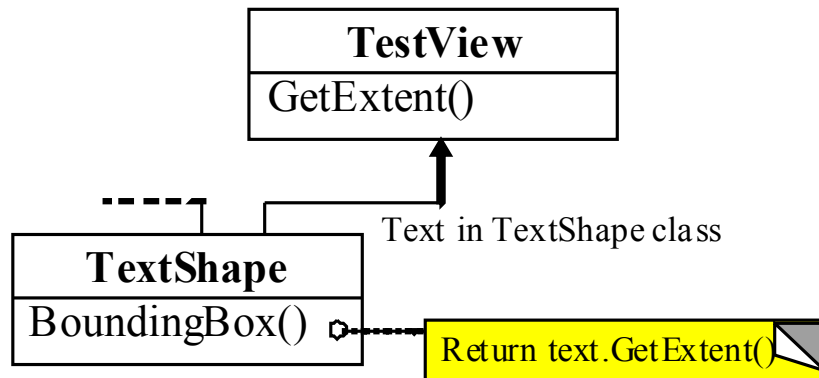 TestView
GetExtent()
Text in TextShape class
TextShape
BoundingBox()
Return text.GetExtent()